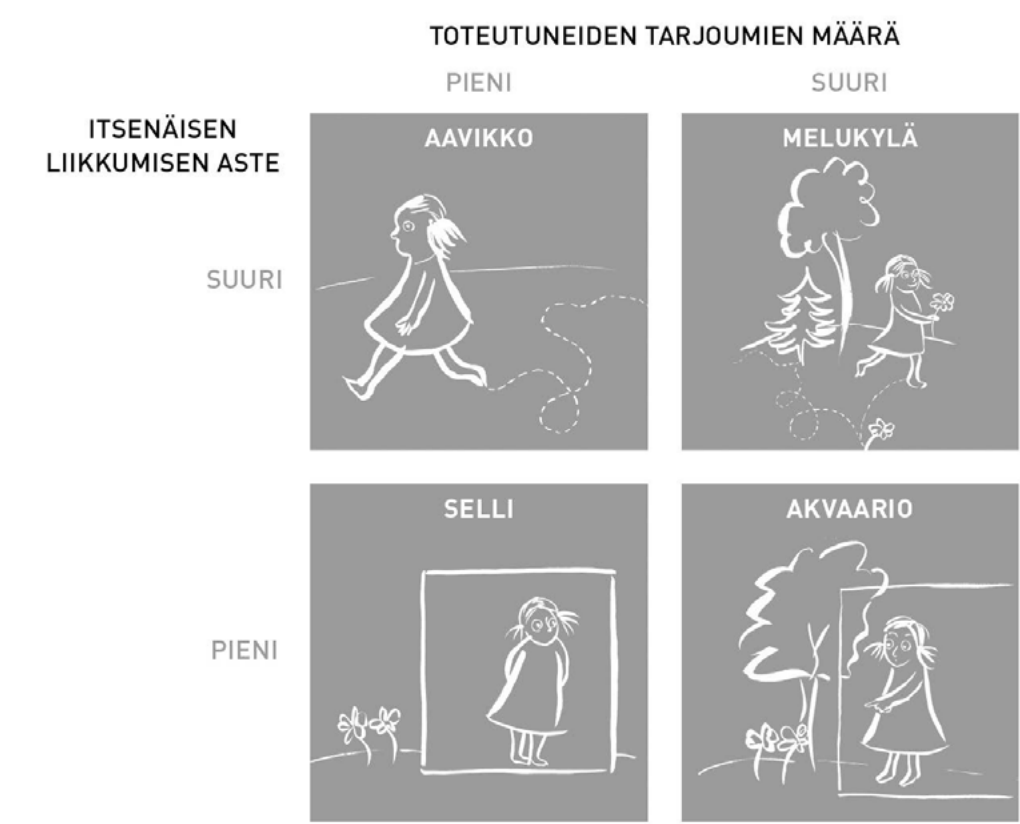 TOTEUTUNEIDEN TARJOUMIEN MÄÄRÄ
PIENI
SUURI
ITSENÄISEN
LIIKKUMISEN ASTE
AAVIKKO
MELUKYLÄ
SUURI
SELLI
AKVAARIO
PIENI